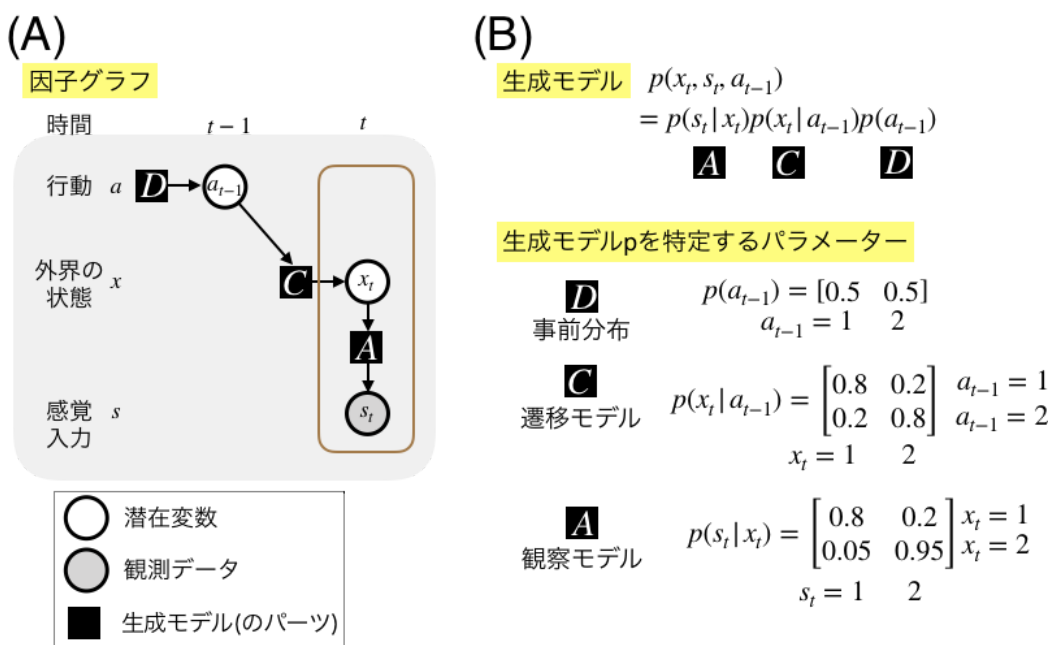 (A)
因子グラフ
時間 t − 1 t
行動 a D a_{t−1}
外界の状態 x C x_t
A
感覚入力 s s_t
潜在変数
観測データ
生成モデル(のパーツ)
(B)
生成モデル p(x_t, s_t, a_{t−1})
= p(s_t | x_t)p(x_t | a_{t−1})p(a_{t−1})
A C D
生成モデルpを特定するパラメーター
D p(a_{t−1}) = [0.5 0.5]
事前分布 a_{t−1} = 1 2
C
遷移モデル p(x_t | a_{t−1}) =
[0.8 0.2] a_{t−1} = 1
[0.2 0.8] a_{t−1} = 2
x_t = 1 2
A
観察モデル p(s_t | x_t) =
[0.8 0.2] x_t = 1
[0.05 0.95] x_t = 2
s_t = 1 2